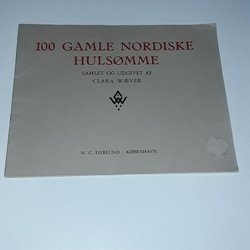 100 GAMLE NORDISKE
HULSØMME
SAMLET OG UDGIVET AF
CLARA WÆVER
M. C. DYRLUND · KØBENHAVN